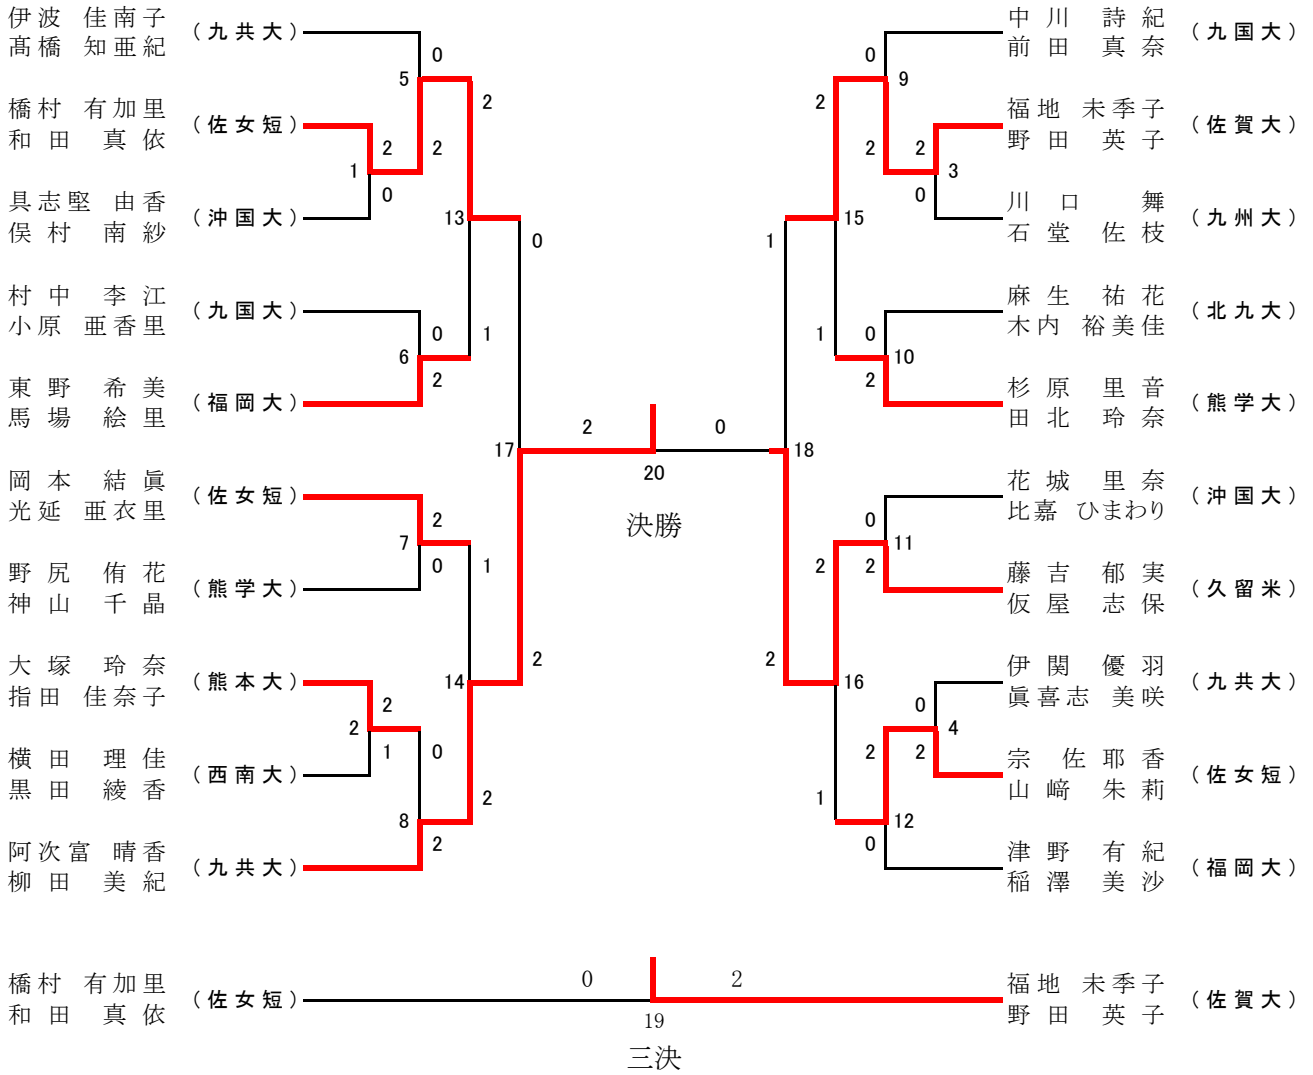 伊波 佳南子
髙橋 知亜紀
(九共大)
橋村 有加里
和田 真依
(佐女短)
具志堅 由香
俣村 南紗
(沖国大)
村中 李江
小原 亜香里
(九国大)
東野 希美
馬場 絵里
(福岡大)
岡本 結眞
光延 亜衣里
(佐女短)
野尻 侑花
神山 千晶
(熊学大)
大塚 玲奈
指田 佳奈子
(熊本大)
横田 理佳
黒田 綾香
(西南大)
阿次富 晴香
柳田 美紀
(九共大)
0
5
2
2
2
1
0
13
0
0
1
6
2
17
2
7
0
1
2
14
2
2
1
0
2
8
2
2
0
20
決勝
中川 詩紀
前田 真奈
(九国大)
福地 未季子
野田 英子
(佐賀大)
川口 舞
石堂 佐枝
(九州大)
麻生 祐花
木内 裕美佳
(北九大)
杉原 里音
田北 玲奈
(熊学大)
花城 里奈
比嘉 ひまわり
(沖国大)
藤吉 郁実
仮屋 志保
(久留米)
伊関 優羽
眞喜志 美咲
(九共大)
宗 佐耶香
山﨑 朱莉
(佐女短)
津野 有紀
稲澤 美沙
(福岡大)
0
9
2
2
2
3
0
15
1
1
0
10
2
18
0
11
2
2
2
16
0
4
2
2
1
12
0
橋村 有加里
和田 真依
(佐女短)
0
2
19
三決
福地 未季子
野田 英子
(佐賀大)